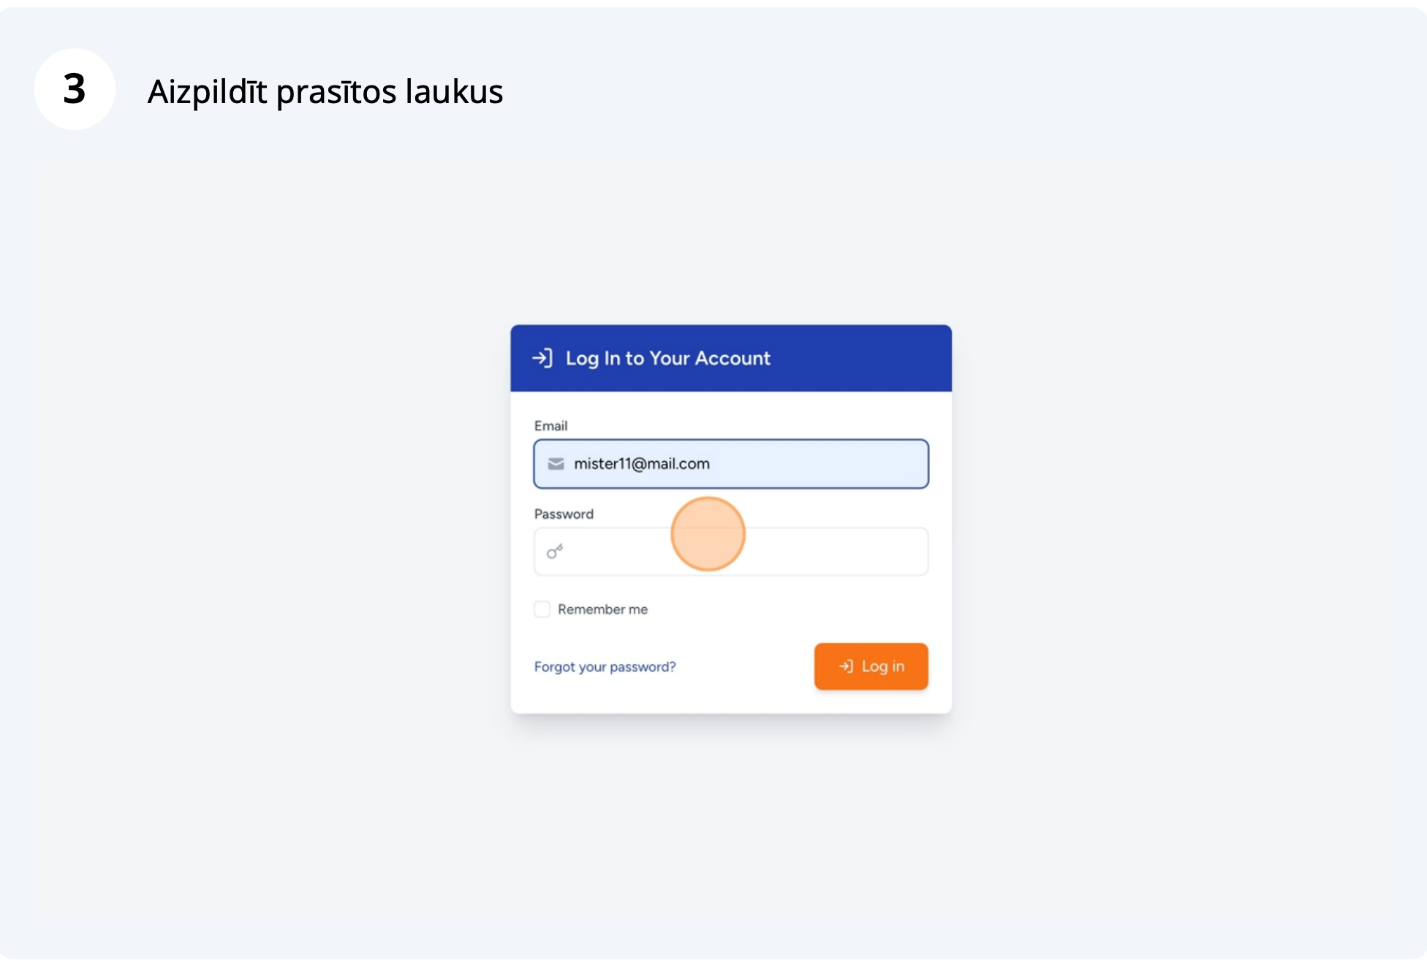 3
Aizpildīt prasītos laukus
Log In to Your Account
Email
mister11@mail.com
Password
Remember me
Forgot your password?
Log in